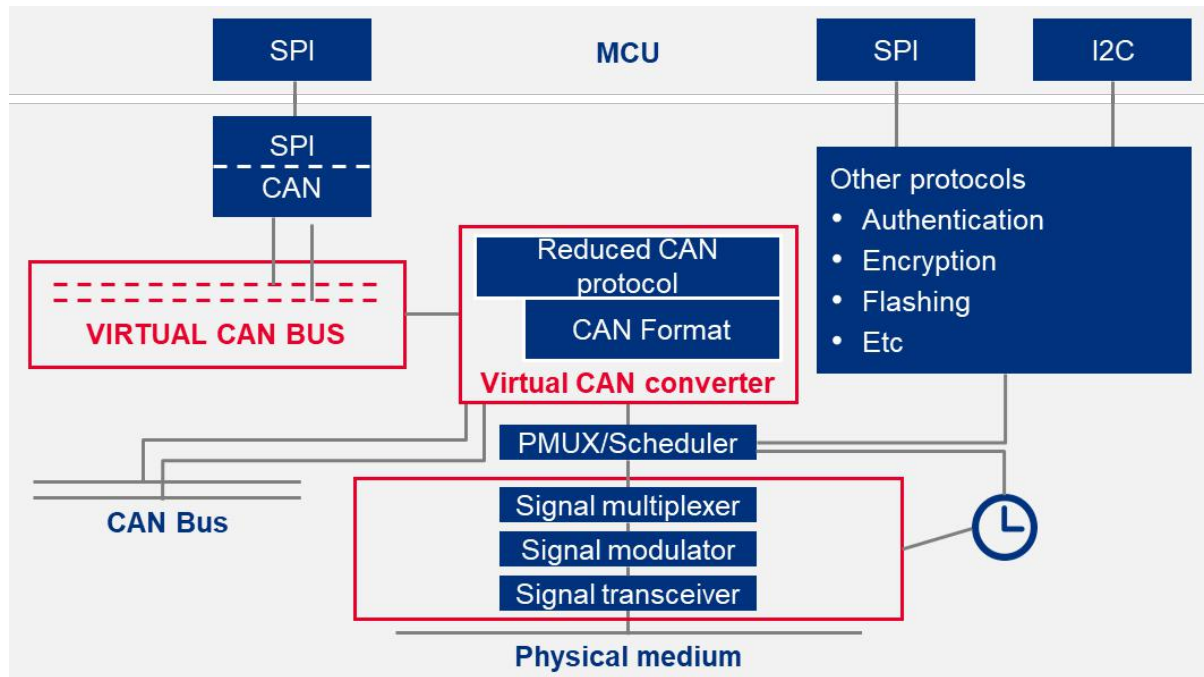 SPI
MCU
SPI
I2C
SPI
CAN
Other protocols
• Authentication
• Encryption
• Flashing
• Etc
Reduced CAN
protocol
CAN Format
Virtual CAN converter
VIRTUAL CAN BUS
PMUX/Scheduler
CAN Bus
Signal multiplexer
Signal modulator
Signal transceiver
Physical medium